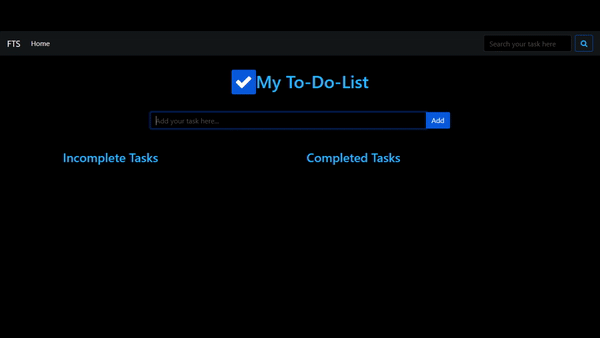 FTS Home Search your task here
My To-Do-List
Add your task here... Add
Incomplete Tasks Completed Tasks